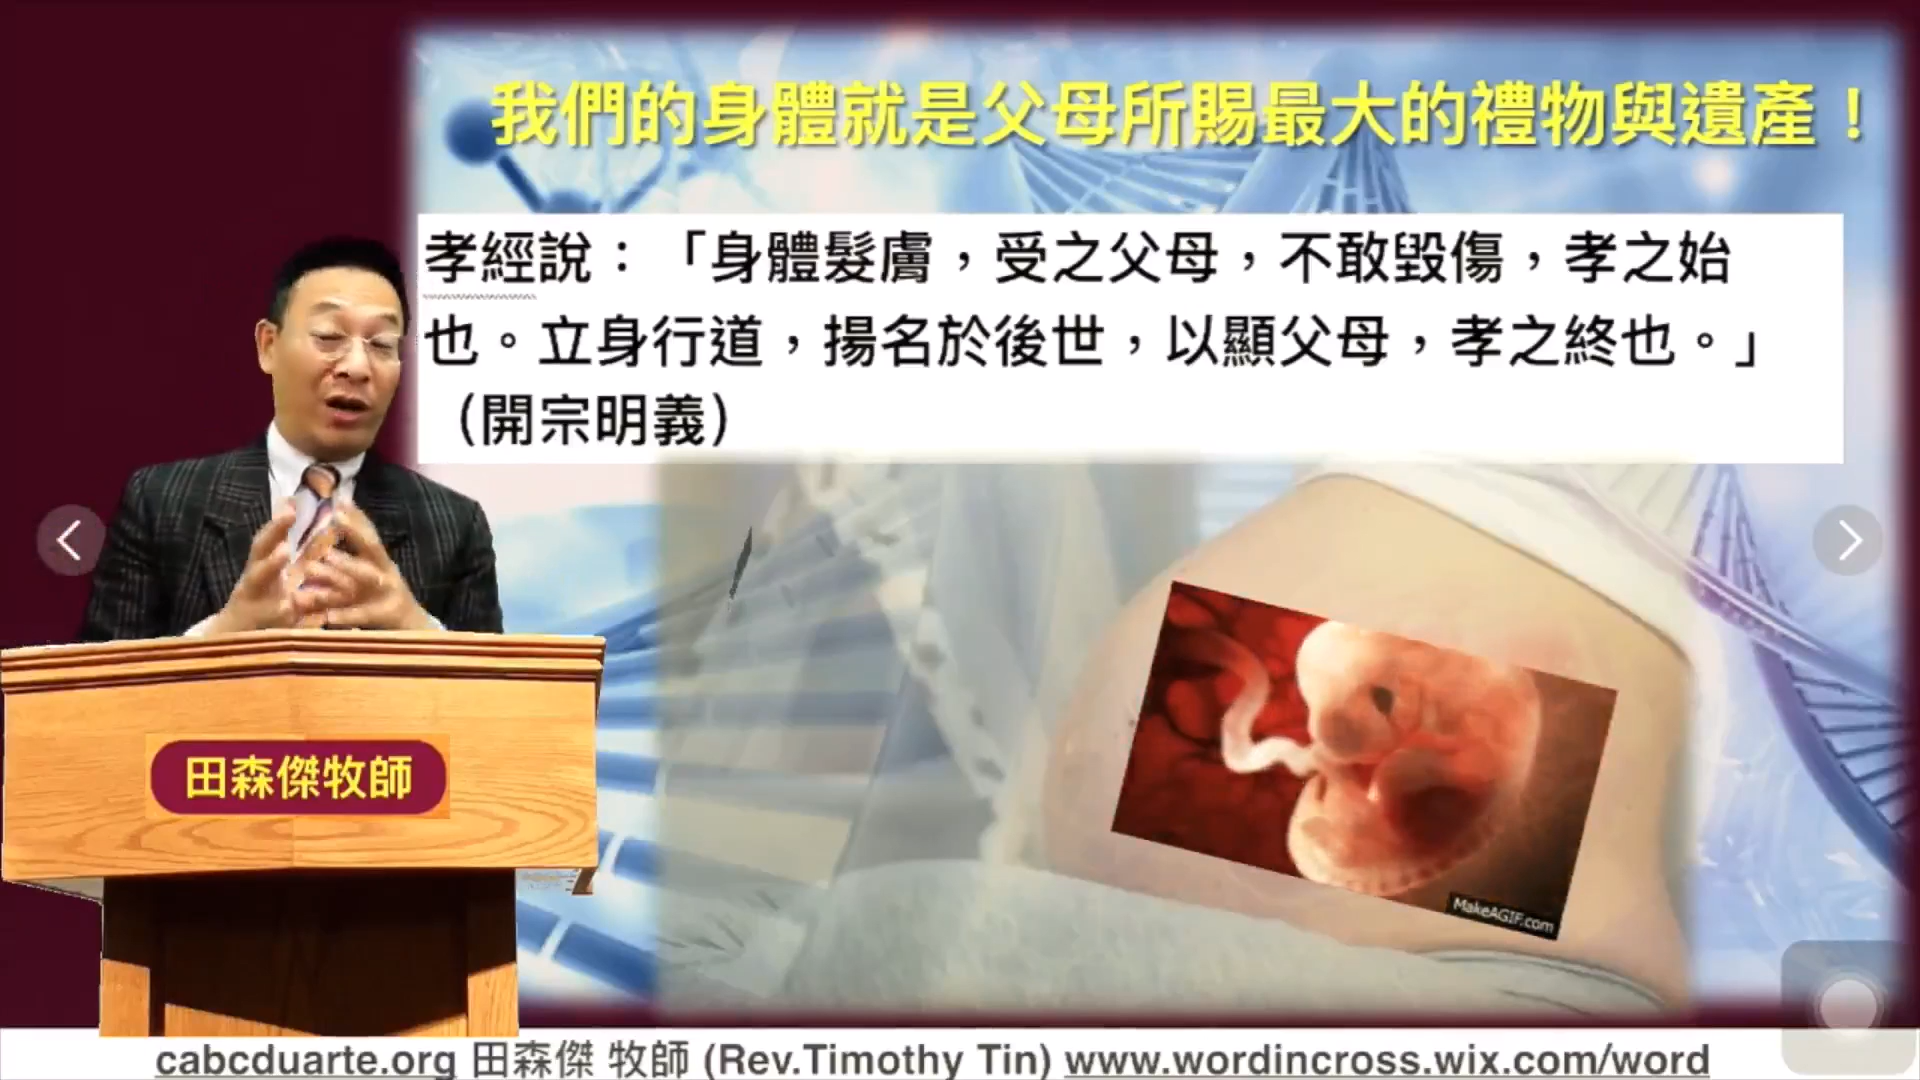 我們的身體就是父母所賜最大的禮物與遺產！
孝經說：「身體髮膚，受之父母，不敢毀傷，孝之始
也。立身行道，揚名於後世，以顯父母，孝之終也。」
（開宗明義）
田森傑牧師
MakeAGIF.com
cabcduarte.org 田森傑 牧師 (Rev.Timothy Tin) www.wordincross.wix.com/word